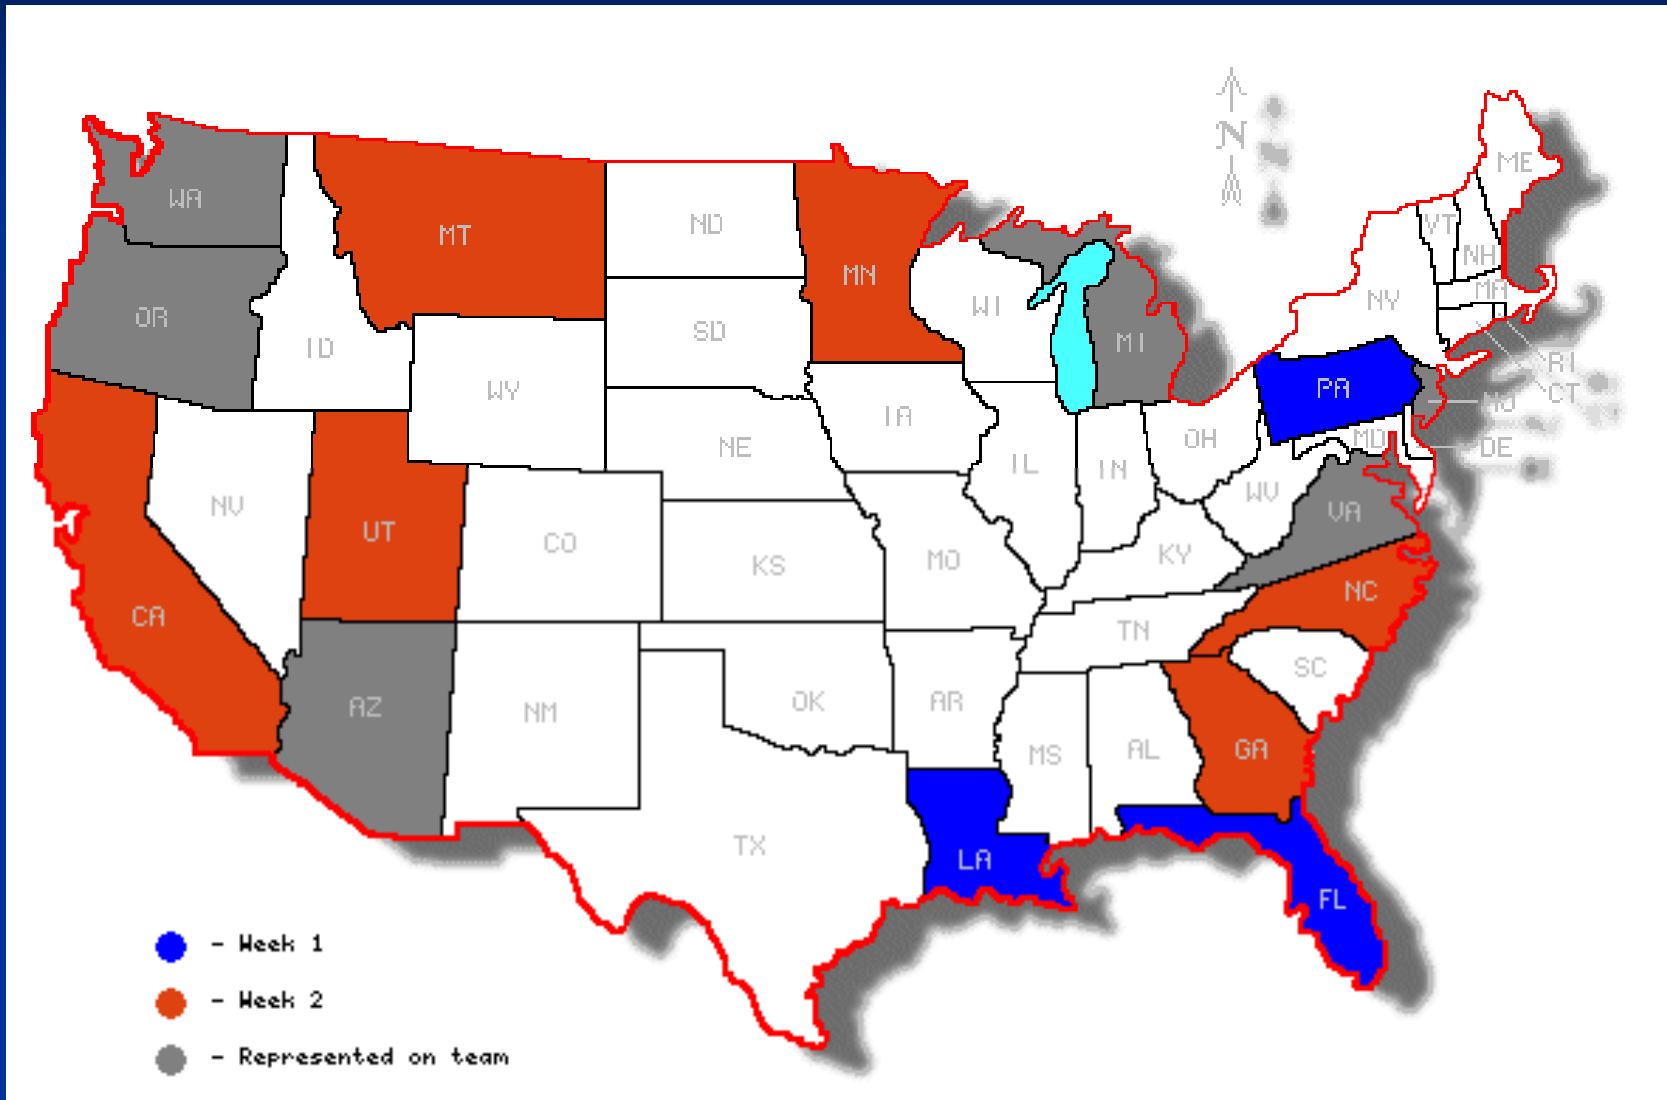 N
ME
WA
VT
ND
MT
NH
MN
MA
NY
WI
OR
SD
MI
ID
RI
PA
WY
CT
NJ
IA
OH
MD
NE
DE
IL
IN
WV
NV
VA
UT
CO
KY
MO
KS
NC
CA
TN
SC
AR
OK
AZ
NM
GA
AL
MS
TX
LA
FL
- Week 1
- Week 2
- Represented on team